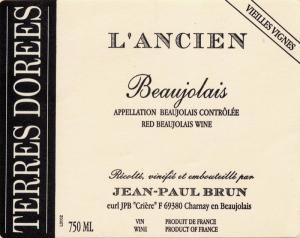 TERRES DOREES
L'ANCIEN
VIEILLES VIGNES
Beaujolais
APPELLATION BEAUJOLAIS CONTRÔLÉE
RED BEAUJOLAIS WINE
Récolté, vinifié et embouteillé par
JEAN-PAUL BRUN
eurl JPB "Crière" F 69380 Charnay en Beaujolais
750 ML
VIN PRODUIT DE FRANCE
WINE PRODUCT OF FRANCE